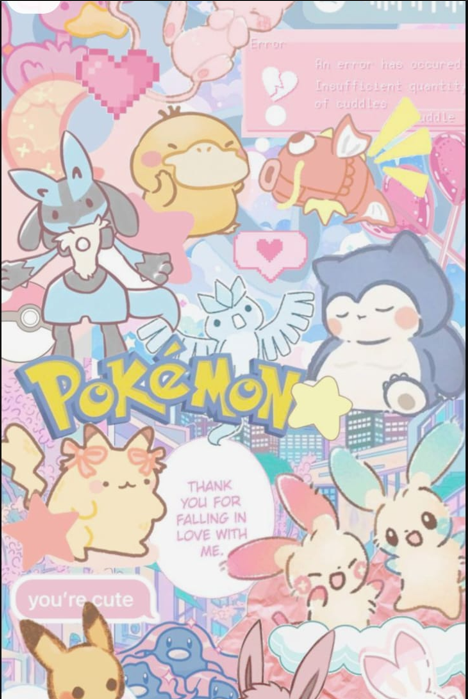 Error
An error has occured
Insufficient quantity
of cuddles
uddle
POKéMON
THANK
YOU FOR
FALLING IN
LOVE WITH
ME.
you're cute